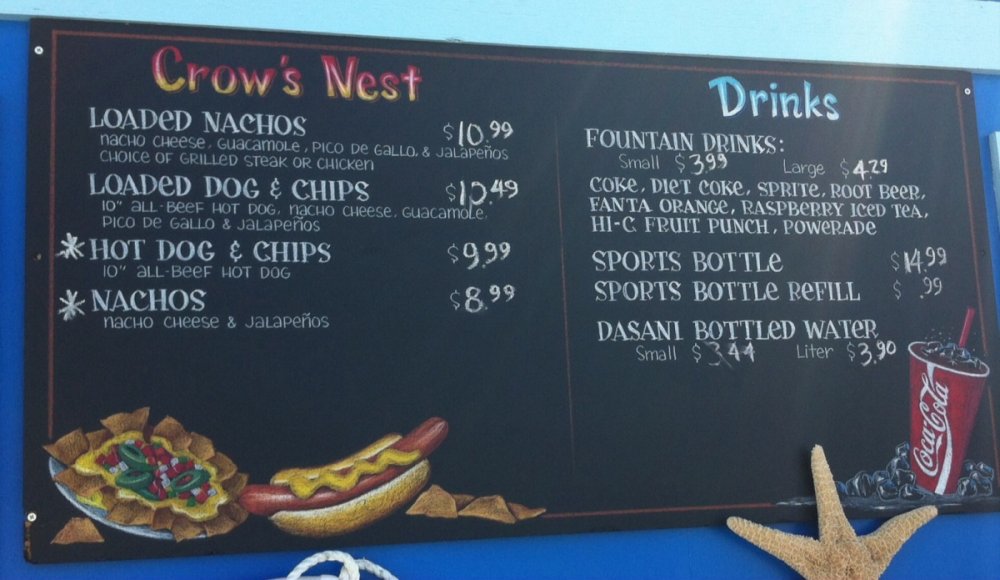 Crow's Nest
LOADED NACHOS $10.99
NACHO CHEESE, GUACAMOLE, PICO DE GALLO, & JALAPEÑOS
CHOICE OF GRILLED STEAK OR CHICKEN
LOADED DOG & CHIPS $10.49
10" ALL-BEEF HOT DOG, NACHO CHEESE, GUACAMOLE,
PICO DE GALLO & JALAPEÑOS
* HOT DOG & CHIPS $9.99
10" ALL-BEEF HOT DOG
* NACHOS $8.99
NACHO CHEESE & JALAPEÑOS
Drinks
FOUNTAIN DRINKS:
Small $3.99 Large $4.29
COKE, DIET COKE, SPRITE, ROOT BEER,
FANTA ORANGE, RASPBERRY ICED TEA,
HI-C FRUIT PUNCH, POWERADE
SPORTS BOTTLE $14.99
SPORTS BOTTLE REFILL $.99
DASANI BOTTLED WATER
Small $3.44 Liter $3.90
Coca-Cola